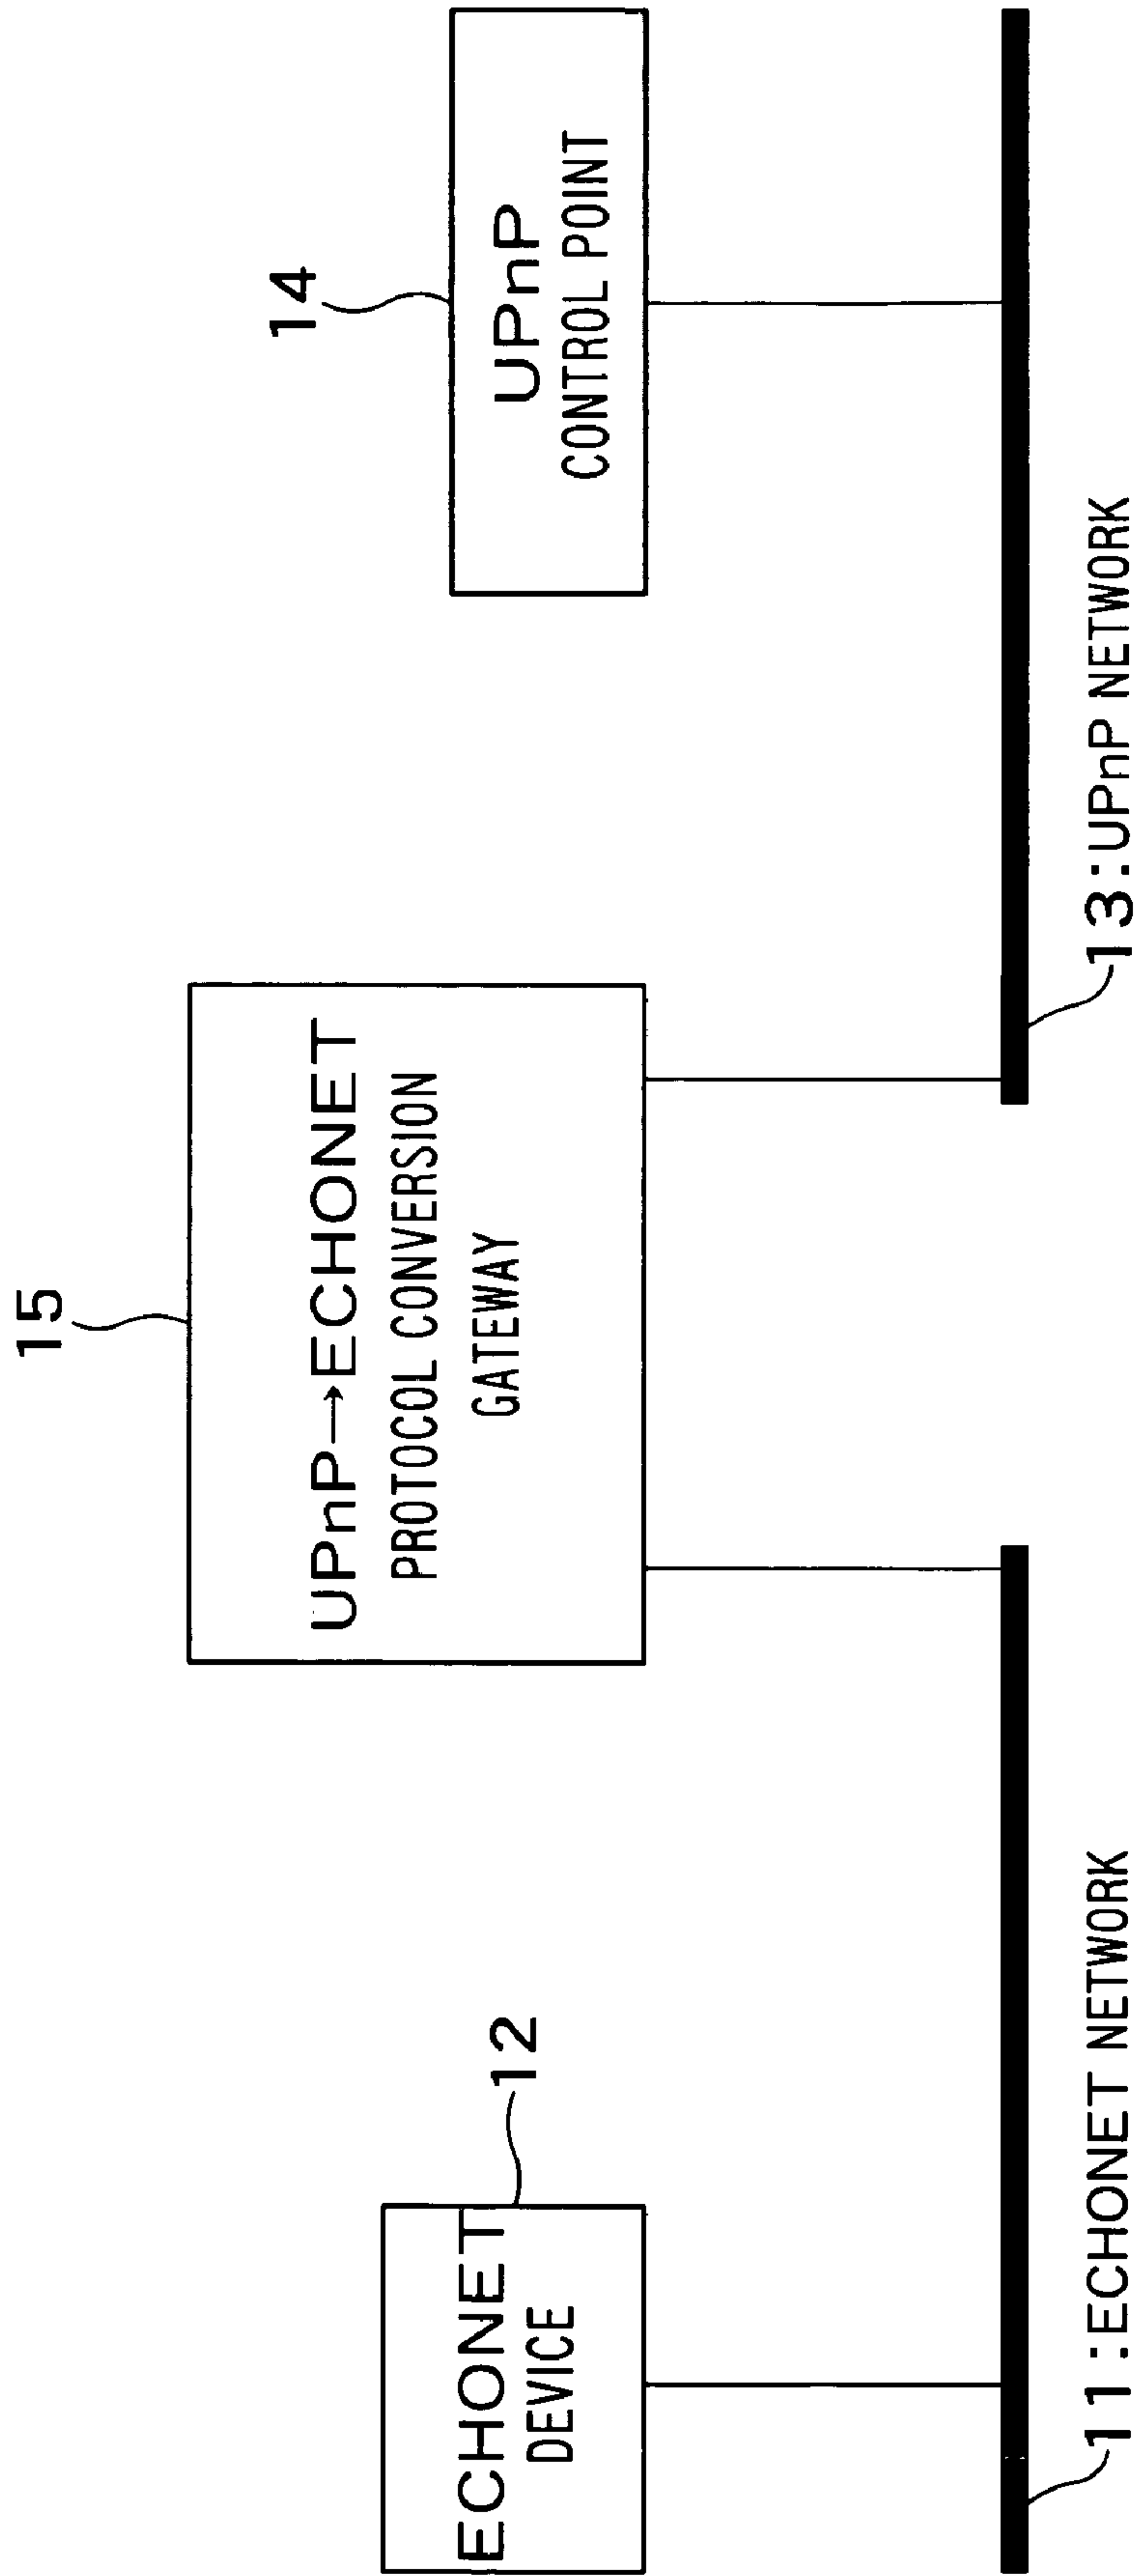 15
UPnP→ECHONET
PROTOCOL CONVERSION
GATEWAY
14
UPnP
CONTROL POINT
12
ECHONET
DEVICE
11:ECHONET NETWORK
13:UPnP NETWORK